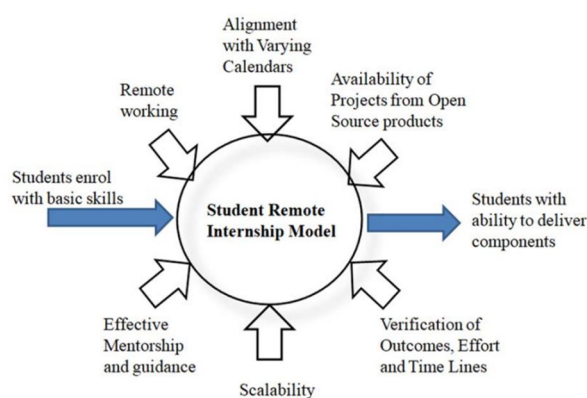 Alignment
with Varying
Calendars
Remote
working
Availability of
Projects from Open
Source products
Students enrol
with basic skills
Student Remote
Internship Model
Students with
ability to deliver
components
Effective
Mentorship
and guidance
Scalability
Verification of
Outcomes, Effort
and Time Lines